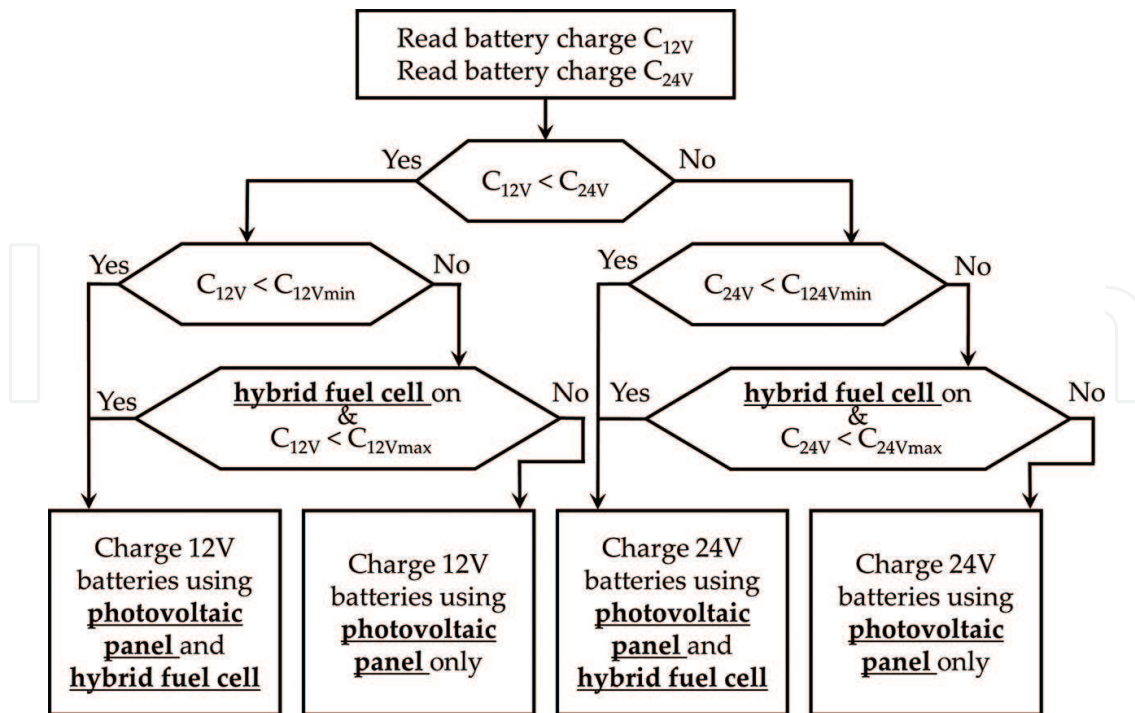 Read battery charge C12V
Read battery charge C24V
Yes
No
C12V < C24V
Yes
No
C12V < C12Vmin
Yes
No
C24V < C124Vmin
Yes
hybrid fuel cell on
&
C12V < C12Vmax
No
Yes
hybrid fuel cell on
&
C24V < C24Vmax
No
Charge 12V
batteries using
photovoltaic
panel and
hybrid fuel cell
Charge 12V
batteries using
photovoltaic
panel only
Charge 24V
batteries using
photovoltaic
panel and
hybrid fuel cell
Charge 24V
batteries using
photovoltaic
panel only